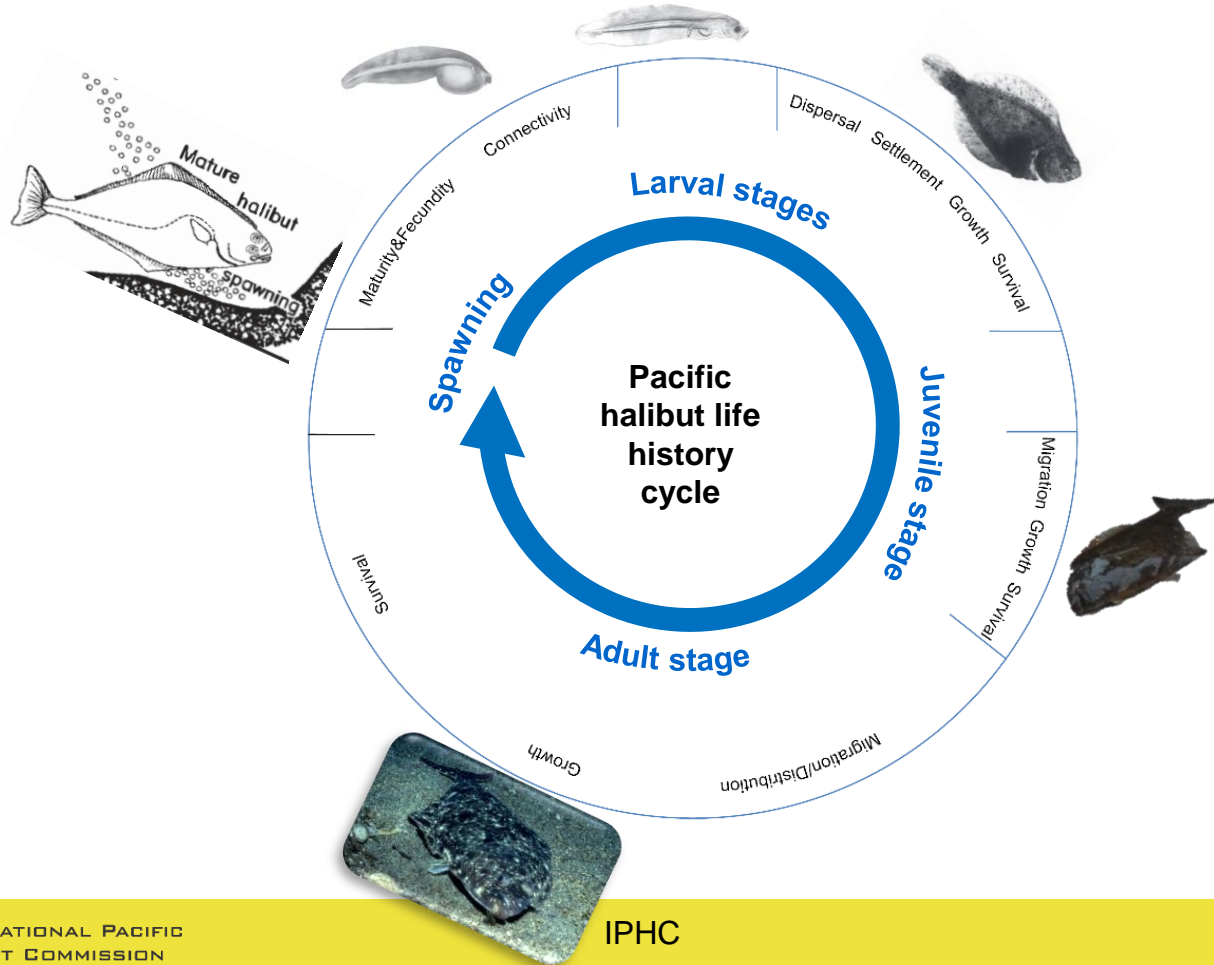 Connectivity
Dispersal Settlement Growth Survival
Mature
halibut
spawning
Maturity&Fecundity
Larval stages
Spawning
Pacific
halibut life
history
cycle
Juvenile stage
Migration Growth Survival
Survival
Adult stage
Growth
Migration/Distribution
IPHC
ATIONAL PACIFIC
T COMMISSION